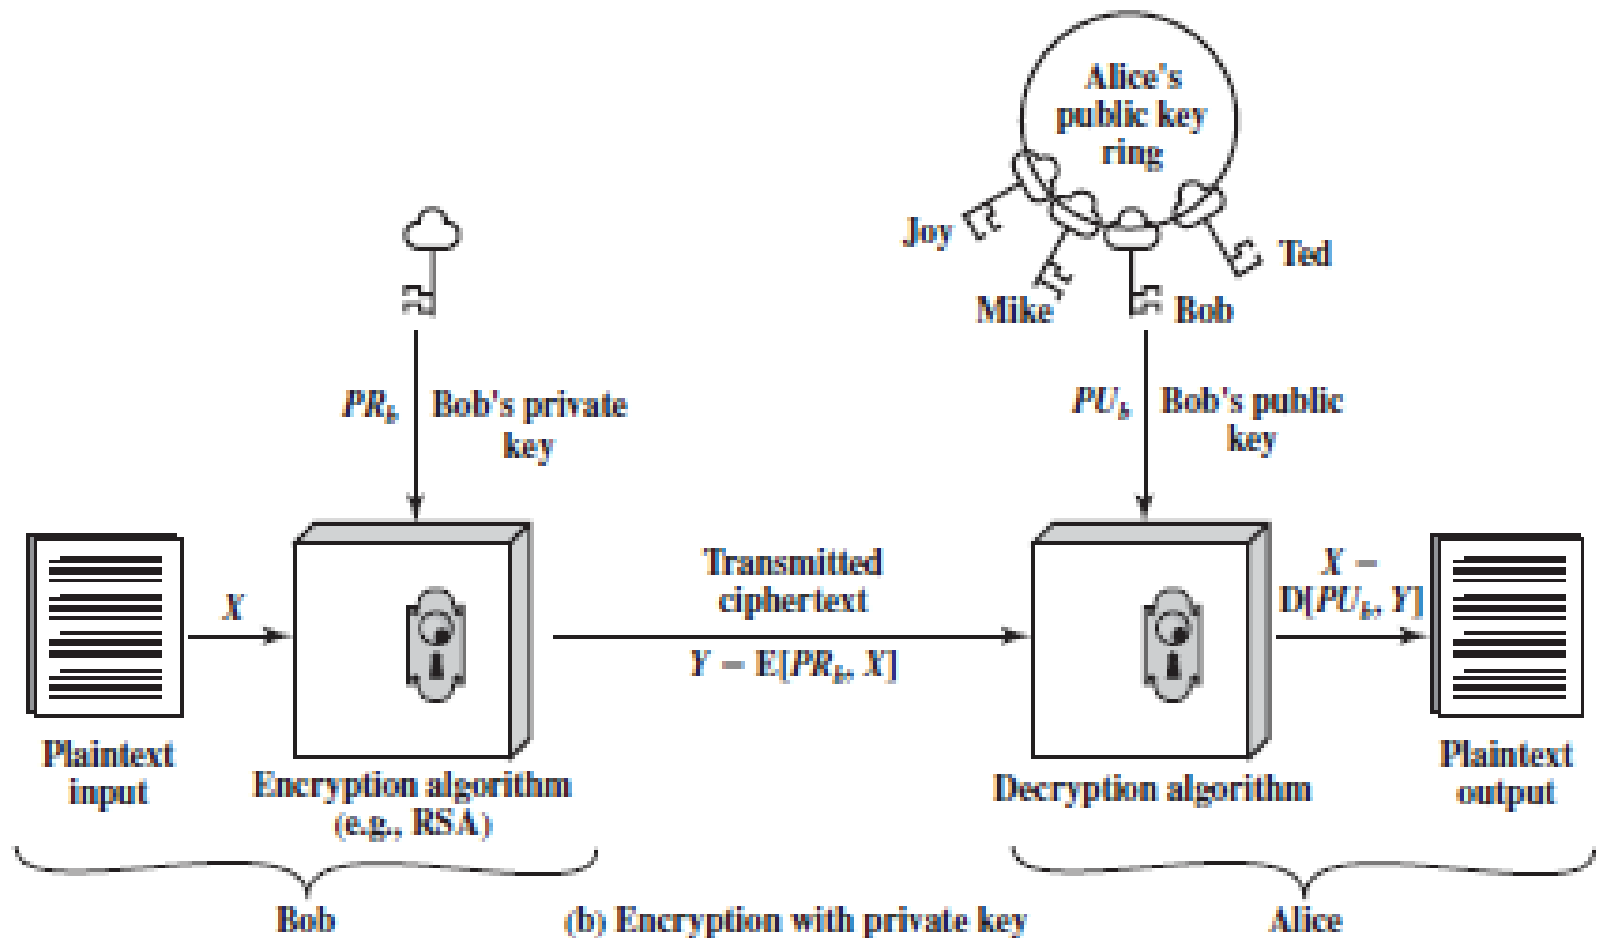 Alice's
public key
ring
Joy
Ted
Mike
Bob
PR_b
Bob's private
key
PU_b
Bob's public
key
X
Transmitted
ciphertext
Y = E[PR_b, X]
X =
D[PU_b, Y]
Plaintext
input
Encryption algorithm
(e.g., RSA)
Decryption algorithm
Plaintext
output
Bob
(b) Encryption with private key
Alice